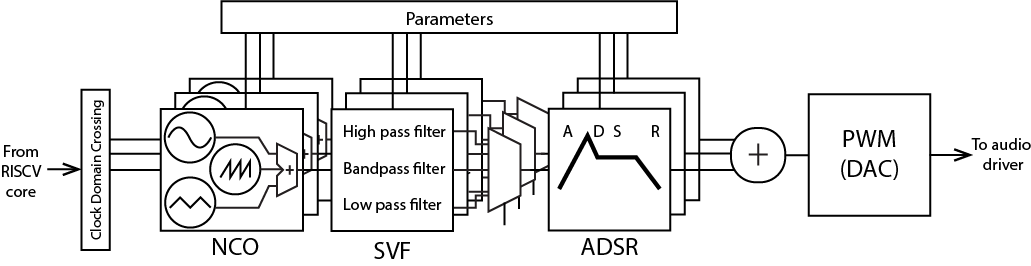 Parameters
From
RISCV
core
Clock Domain Crossing
+
NCO
High pass filter
Bandpass filter
Low pass filter
SVF
A D S R
ADSR
+
PWM
(DAC)
To audio
driver